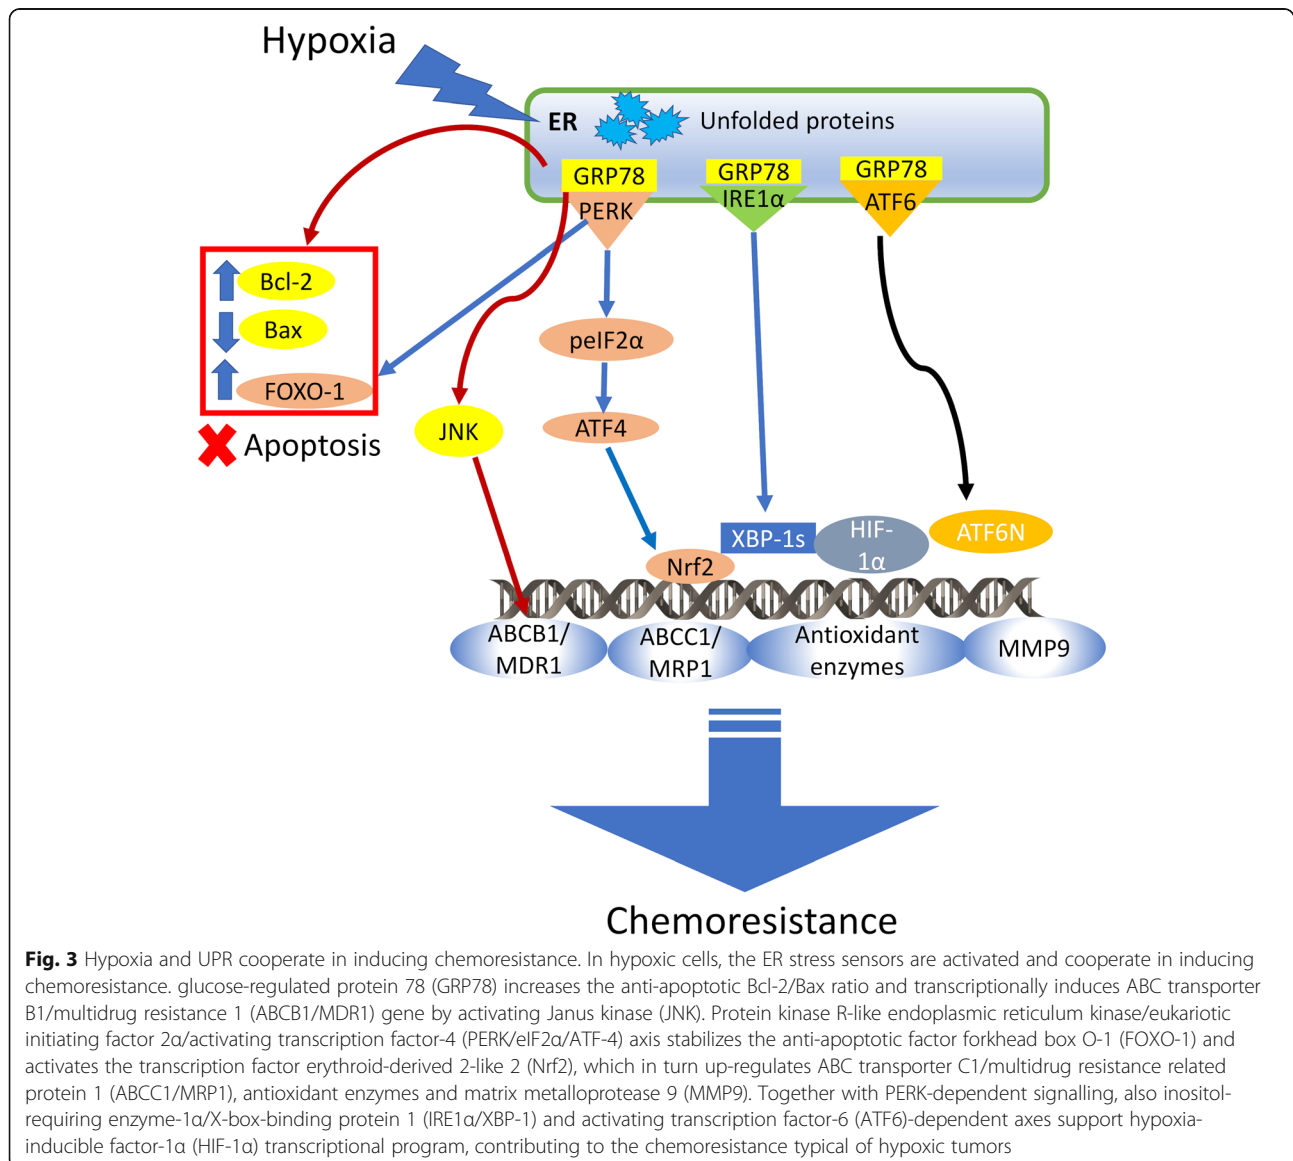 Hypoxia
ER
Unfolded proteins
GRP78
GRP78
GRP78
PERK
IRE1α
ATF6
Bcl-2
Bax
FOXO-1
Apoptosis
peIF2α
JNK
ATF4
XBP-1s
HIF-
1α
ATF6N
Nrf2
ABCB1/
MDR1
ABCC1/
MRP1
Antioxidant
enzymes
MMP9
Chemoresistance
Fig. 3 Hypoxia and UPR cooperate in inducing chemoresistance. In hypoxic cells, the ER stress sensors are activated and cooperate in inducing
chemoresistance. glucose-regulated protein 78 (GRP78) increases the anti-apoptotic Bcl-2/Bax ratio and transcriptionally induces ABC transporter
B1/multidrug resistance 1 (ABCB1/MDR1) gene by activating Janus kinase (JNK). Protein kinase R-like endoplasmic reticulum kinase/eukariotic
initiating factor 2α/activating transcription factor-4 (PERK/eIF2α/ATF-4) axis stabilizes the anti-apoptotic factor forkhead box O-1 (FOXO-1) and
activates the transcription factor erythroid-derived 2-like 2 (Nrf2), which in turn up-regulates ABC transporter C1/multidrug resistance related
protein 1 (ABCC1/MRP1), antioxidant enzymes and matrix metalloprotease 9 (MMP9). Together with PERK-dependent signalling, also inositol-
requiring enzyme-1α/X-box-binding protein 1 (IRE1α/XBP-1) and activating transcription factor-6 (ATF6)-dependent axes support hypoxia-
inducible factor-1α (HIF-1α) transcriptional program, contributing to the chemoresistance typical of hypoxic tumors